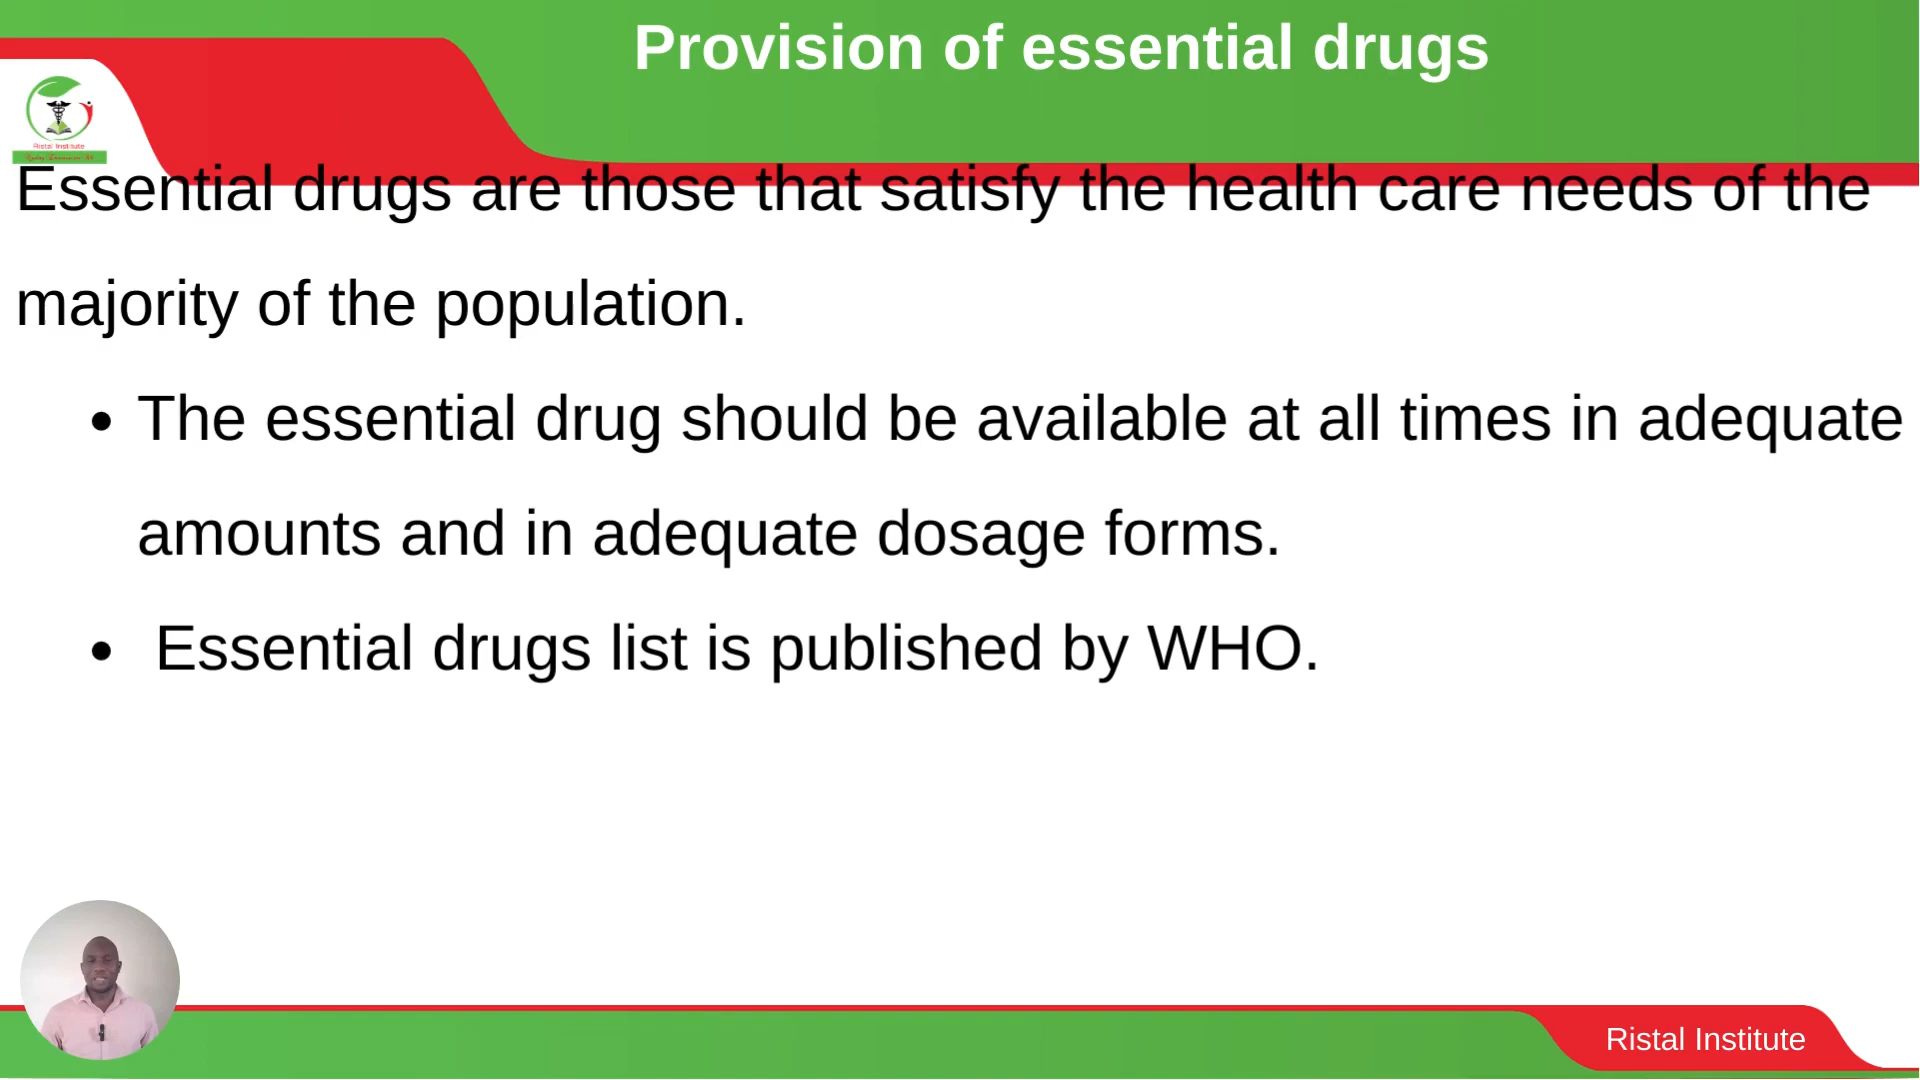 Provision of essential drugs
Ristal Institute
Essential drugs are those that satisfy the health care needs of the
majority of the population.
• The essential drug should be available at all times in adequate
amounts and in adequate dosage forms.
• Essential drugs list is published by WHO.
Ristal Institute